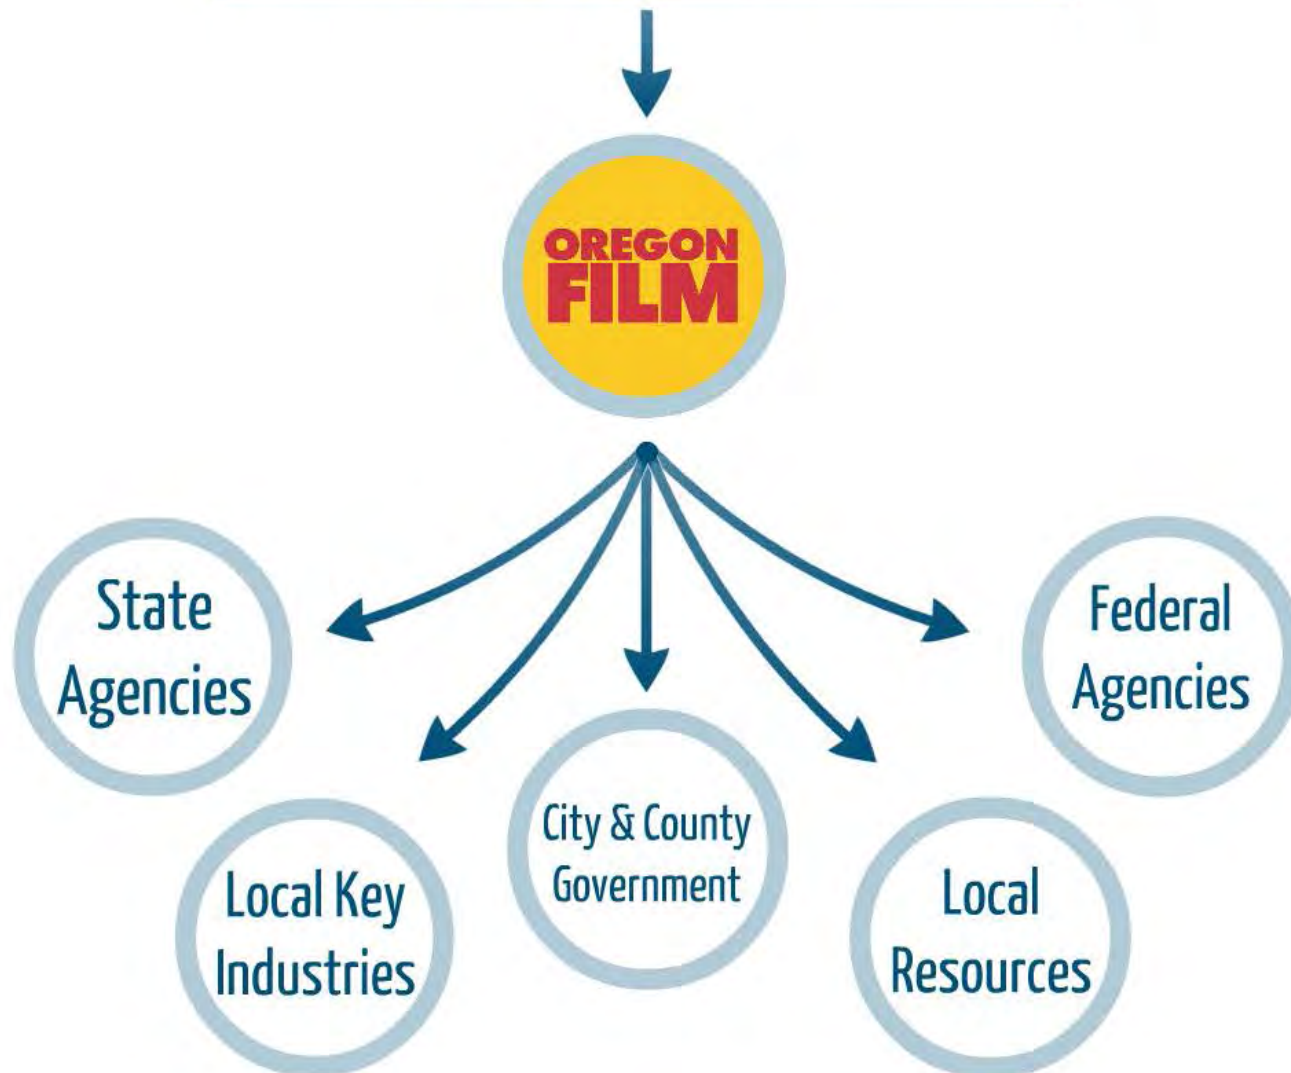 OREGON
FILM
State
Agencies
Federal
Agencies
Local Key
Industries
City & County
Government
Local
Resources